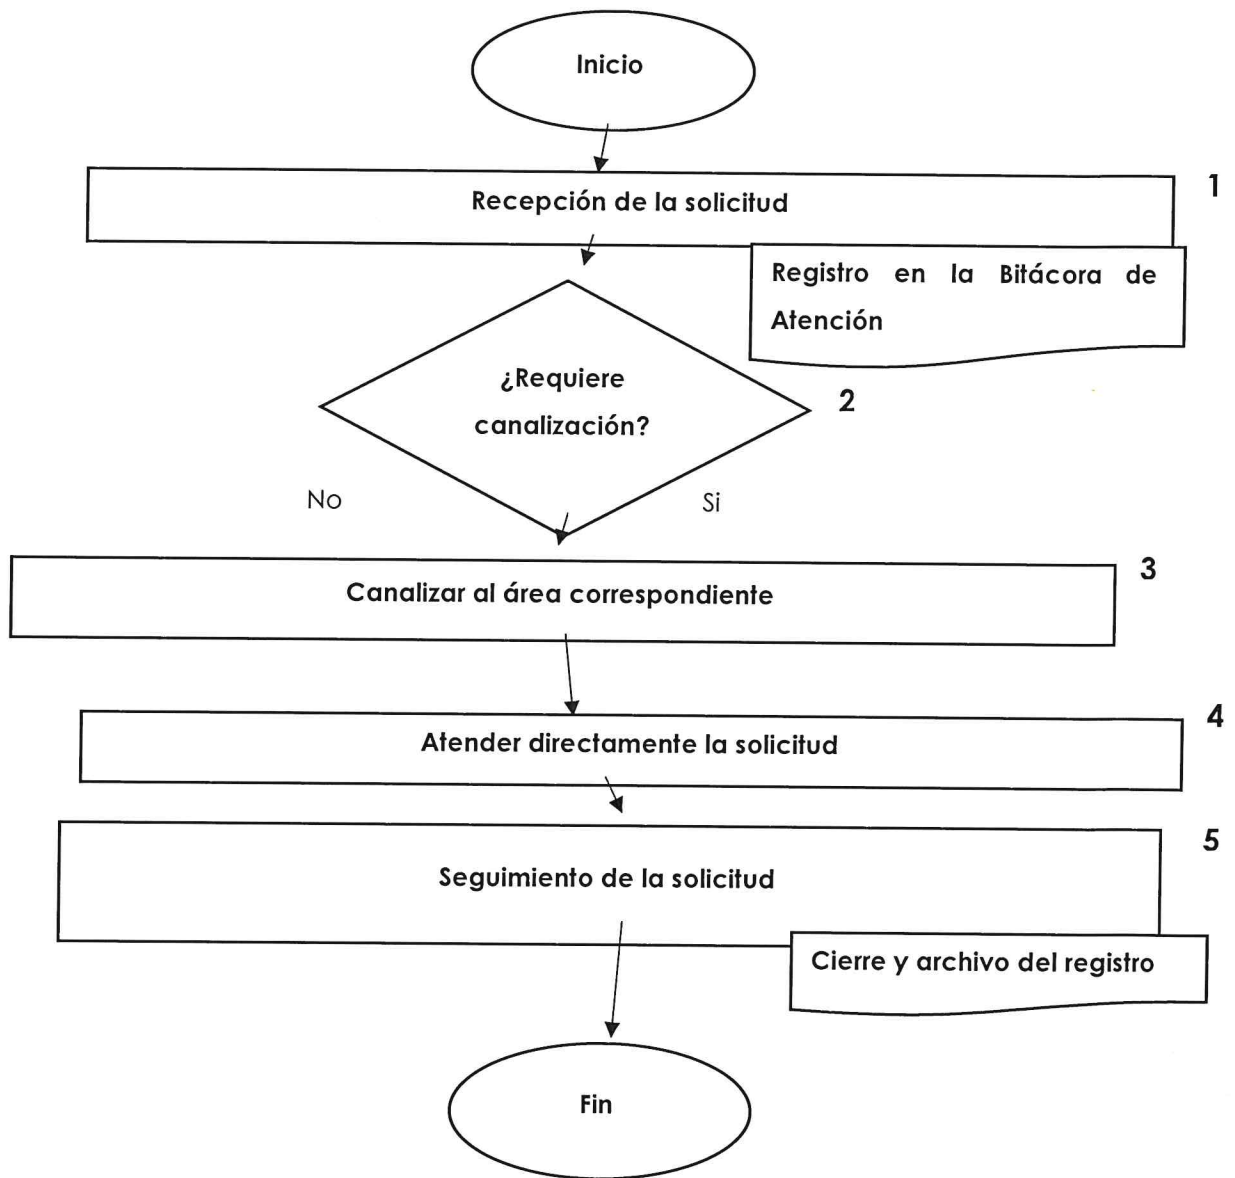 Inicio
1
Recepción de la solicitud
Registro en la Bitácora de
Atención
¿Requiere
canalización?
2
No
Si
3
Canalizar al área correspondiente
4
Atender directamente la solicitud
5
Seguimiento de la solicitud
Cierre y archivo del registro
Fin